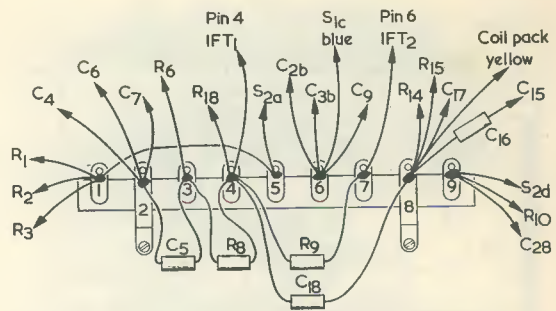 Pin 4
IFT1
S1c
blue
Pin 6
IFT2
Coil pack
yellow
C6
R6
C2b
R15
C4
C7
R18
S2a
C3b
C9
R14
C17
C15
C16
R1
R2
R3
1
2
3
4
5
6
7
8
9
S2d
R10
C28
C5
R8
R9
C18